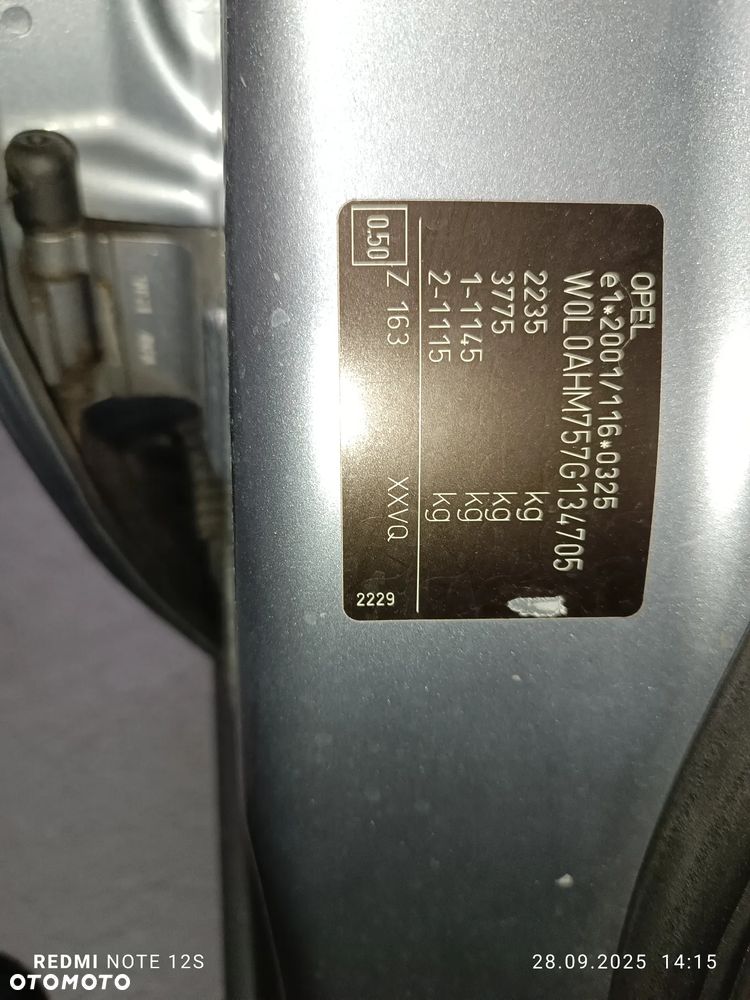 OPEL
e1*2001/116*0325
W0L0AHM757G134705
2235 kg
3775 kg
1-1145 kg
2-1115 kg
0.50 Z 163 XXVQ /
2229
REDMI NOTE 12S
28.09.2025 14:15
OTOMOTO